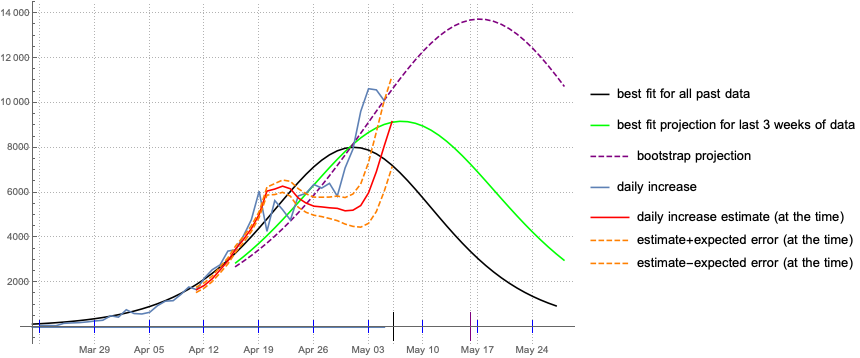 14 000
12 000
10 000
8000
6000
4000
2000
Mar 29 Apr 05 Apr 12 Apr 19 Apr 26 May 03 May 10 May 17 May 24
best fit for all past data
best fit projection for last 3 weeks of data
bootstrap projection
daily increase
daily increase estimate (at the time)
estimate+expected error (at the time)
estimate−expected error (at the time)